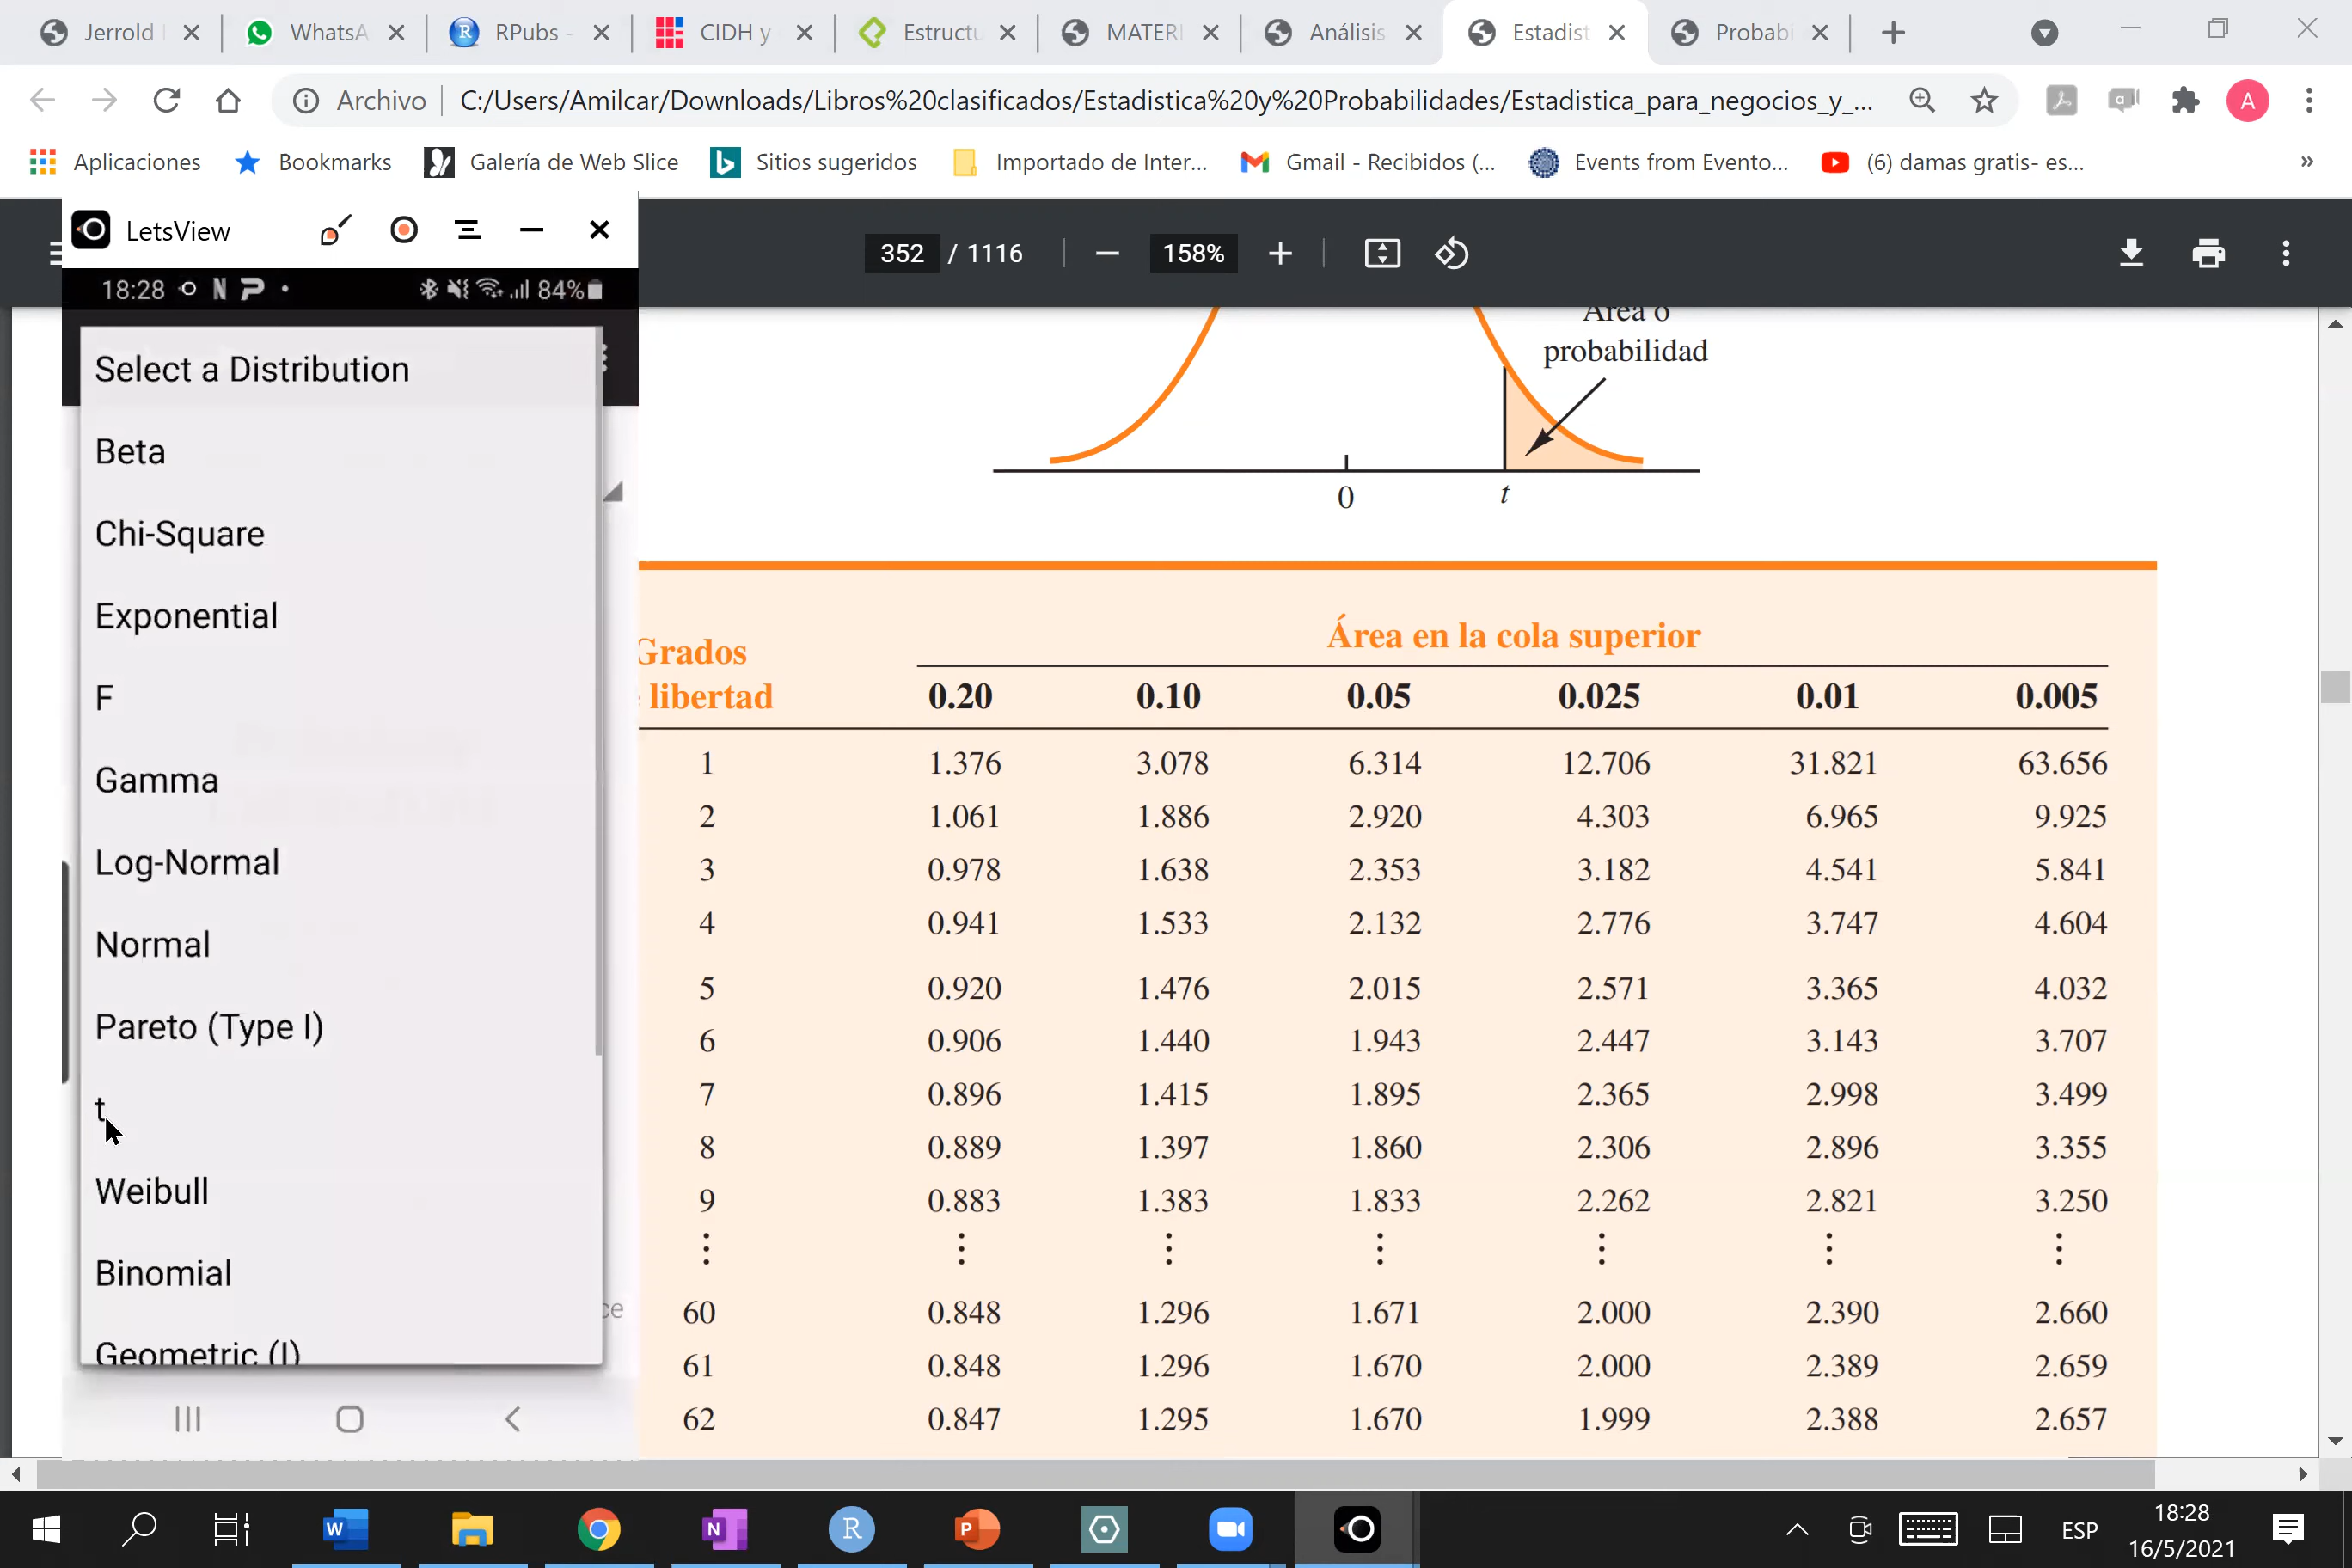 Jerrold
WhatsA
RPubs -
CIDH y
Estructu
MATERI
Análisis
Estadist
Probabi
Archivo
C:/Users/Amilcar/Downloads/Libros%20clasificados/Estadistica%20y%20Probabilidades/Estadistica_para_negocios_y_...
A
Aplicaciones
Bookmarks
Galería de Web Slice
Sitios sugeridos
Importado de Inter...
Gmail - Recibidos (...
Events from Evento...
(6) damas gratis- es...
»
LetsView
352 / 1116
158%
18:28
84%
Select a Distribution
Beta
Chi-Square
Exponential
F
Gamma
Log-Normal
Normal
Pareto (Type I)
t
Weibull
Binomial
Geometric (I)
Área o
probabilidad
0
t
Grados
libertad
Área en la cola superior
0.20 0.10 0.05 0.025 0.01 0.005
1 1.376 3.078 6.314 12.706 31.821 63.656
2 1.061 1.886 2.920 4.303 6.965 9.925
3 0.978 1.638 2.353 3.182 4.541 5.841
4 0.941 1.533 2.132 2.776 3.747 4.604
5 0.920 1.476 2.015 2.571 3.365 4.032
6 0.906 1.440 1.943 2.447 3.143 3.707
7 0.896 1.415 1.895 2.365 2.998 3.499
8 0.889 1.397 1.860 2.306 2.896 3.355
9 0.883 1.383 1.833 2.262 2.821 3.250
60 0.848 1.296 1.671 2.000 2.390 2.660
61 0.848 1.296 1.670 2.000 2.389 2.659
62 0.847 1.295 1.670 1.999 2.388 2.657
ESP
18:28
16/5/2021